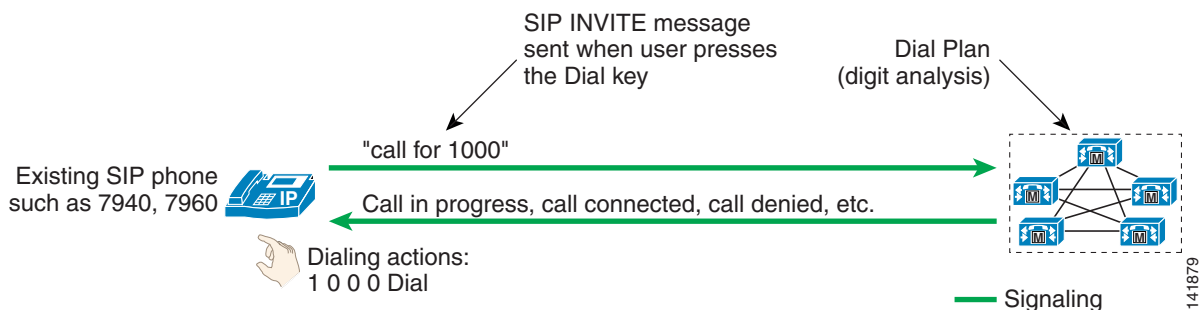 SIP INVITE message
sent when user presses
the Dial key
Dial Plan
(digit analysis)
"call for 1000"
Existing SIP phone
such as 7940, 7960
IP
Call in progress, call connected, call denied, etc.
M
M
M
M
M
Dialing actions:
1 0 0 0 Dial
Signaling
141879